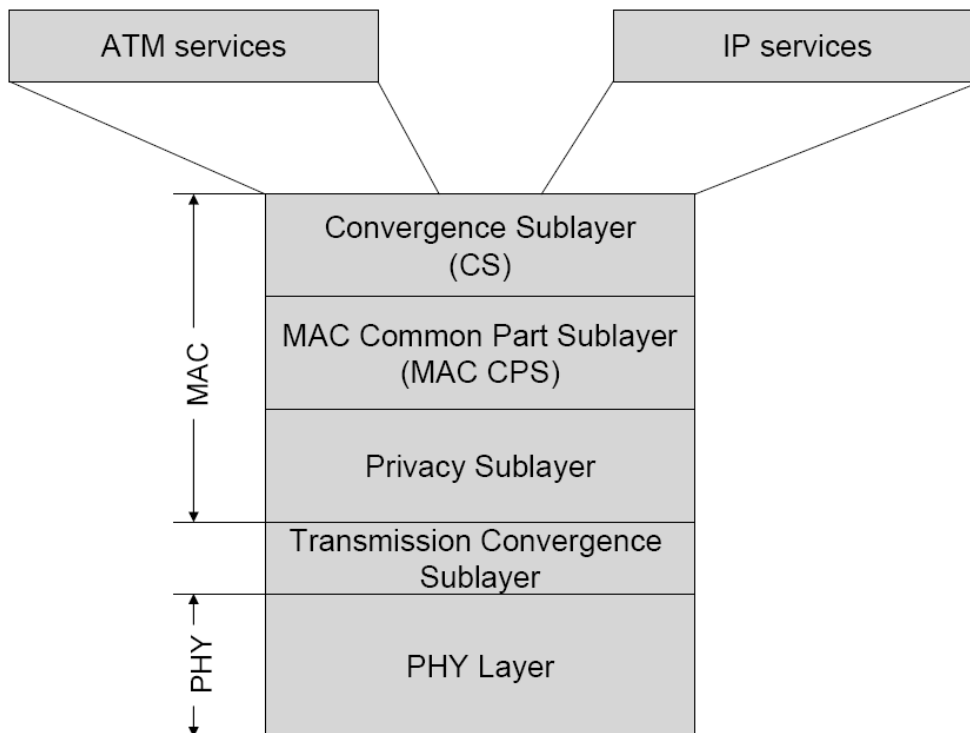 ATM services
IP services
Convergence Sublayer
(CS)
MAC Common Part Sublayer
(MAC CPS)
MAC
Privacy Sublayer
Transmission Convergence
Sublayer
PHY Layer
PHY